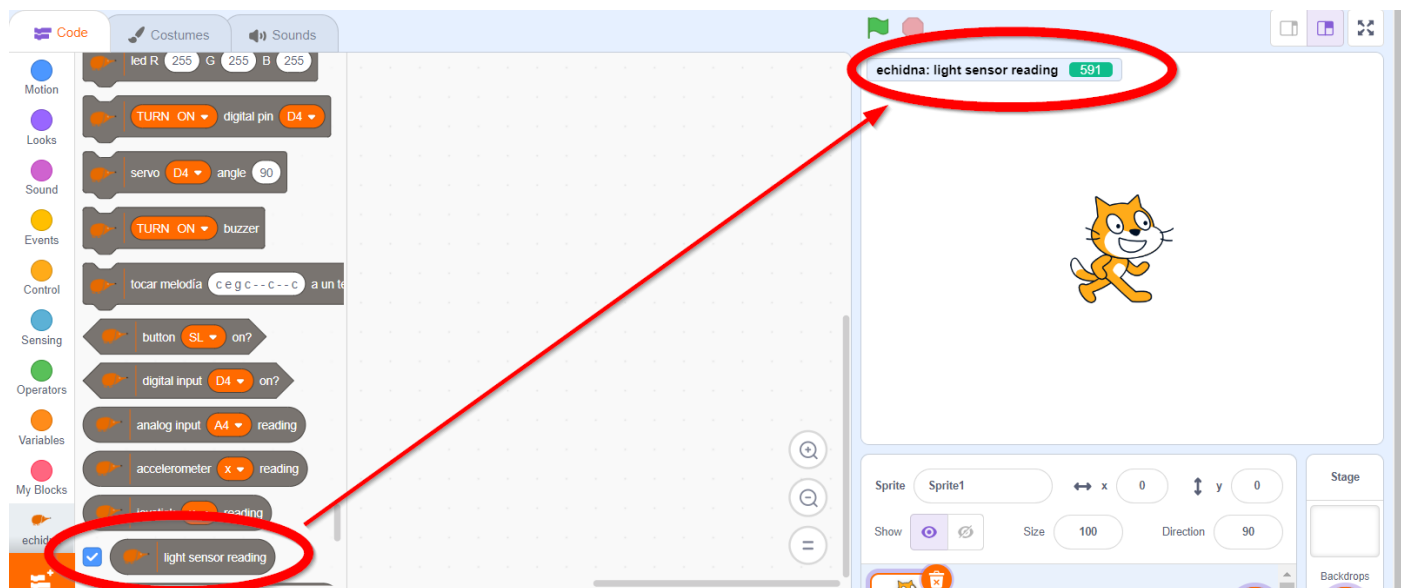 Code
Costumes
Sounds
Motion
Looks
Sound
Events
Control
Sensing
Operators
Variables
My Blocks
led R 255 G 255 B 255
TURN ON digital pin D4
servo D4 angle 90
TURN ON buzzer
tocar melodía c e g c - - c - - c a un te
button SL on?
digital input D4 on?
analog input A4 reading
accelerometer x reading
reading
light sensor reading
echidna: light sensor reading 591
Sprite Sprite1 x 0 y 0
Show Size 100 Direction 90
Stage
Backdrops